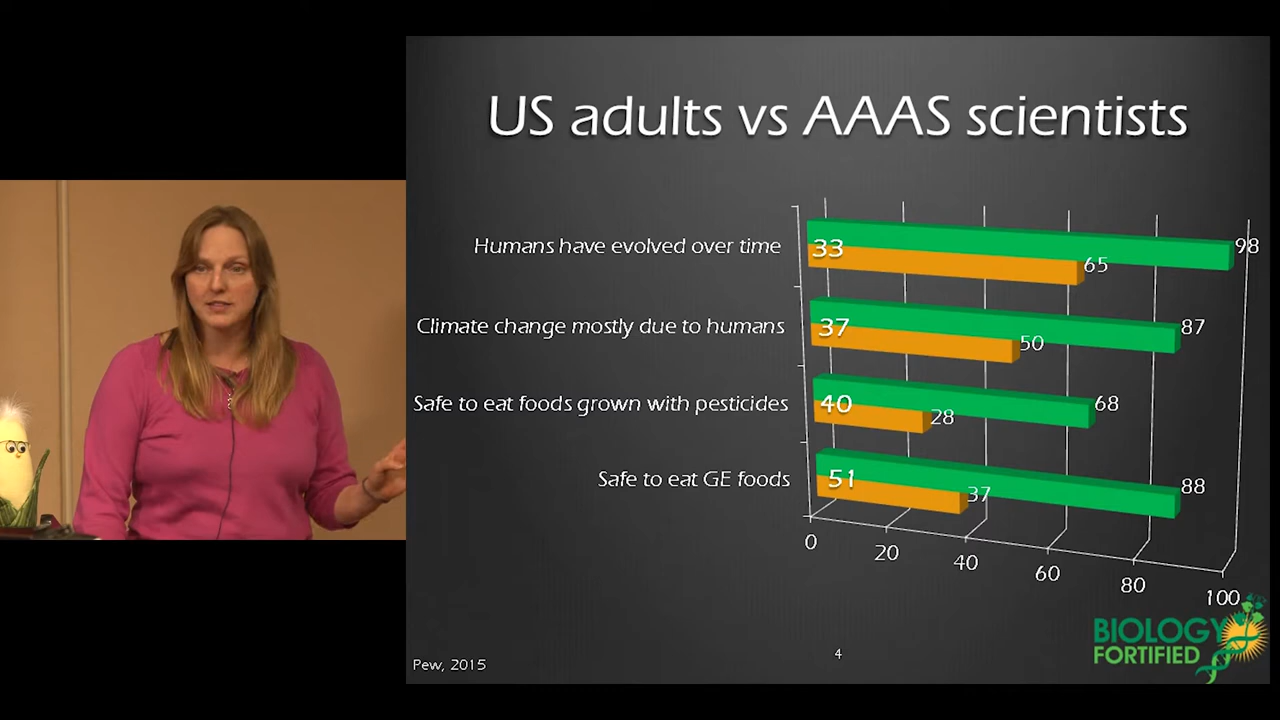 US adults vs AAAS scientists
Humans have evolved over time
33
98
65
Climate change mostly due to humans
37
87
50
Safe to eat foods grown with pesticides
40
68
28
Safe to eat GE foods
51
88
37
0
20
40
60
80
100
Pew, 2015
4
BIOLOGY
FORTIFIED